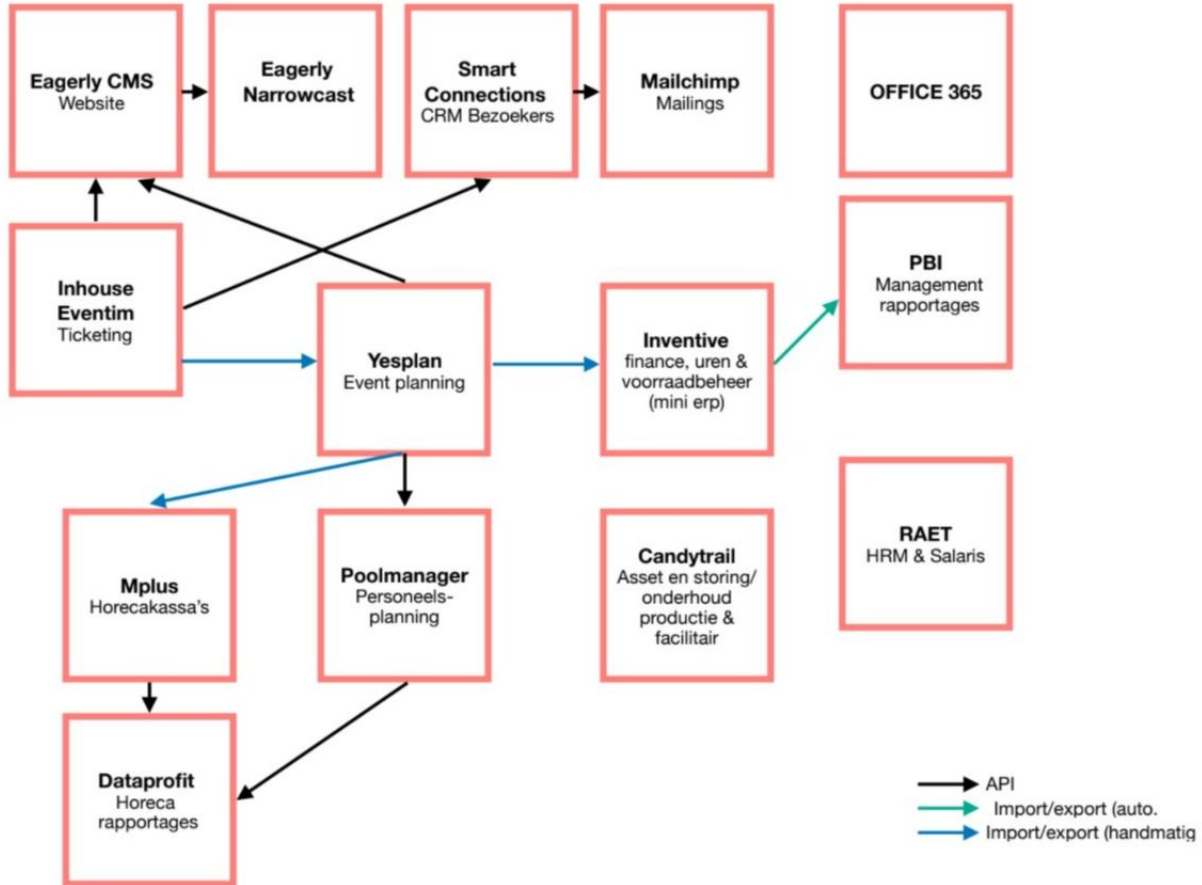 Eagerly CMS
Website
Eagerly
Narrowcast
Smart
Connections
CRM Bezoekers
Mailchimp
Mailings
OFFICE 365
Inhouse
Eventim
Ticketing
Yesplan
Event planning
Inventive
finance, uren &
voorraadbeheer
(mini erp)
PBI
Management
rapportages
Mplus
Horecakassa's
Poolmanager
Personeels-
planning
Candytrail
Asset en storing/
onderhoud
productie &
facilitair
RAET
HRM & Salaris
Dataprofit
Horeca
rapportages
API
Import/export (auto.
Import/export (handmatig